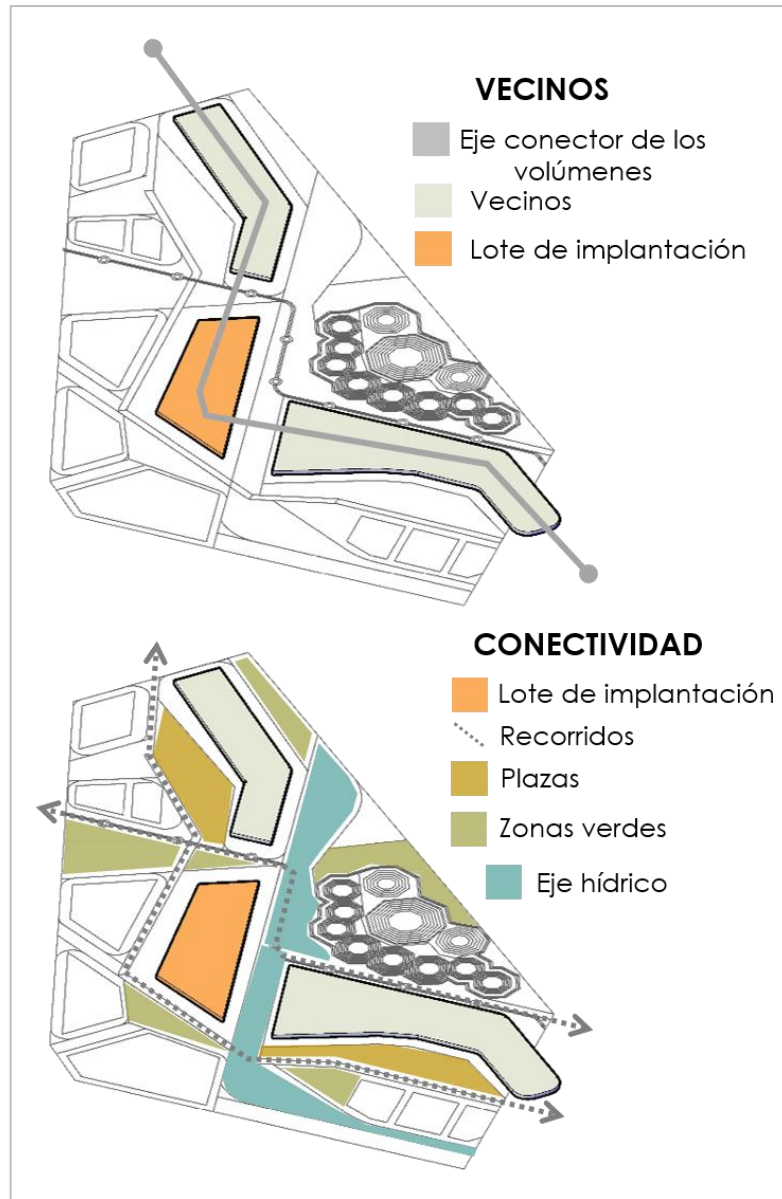 VECINOS
Eje conector de los
volúmenes
Vecinos
Lote de implantación
CONECTIVIDAD
Lote de implantación
Recorridos
Plazas
Zonas verdes
Eje hídrico